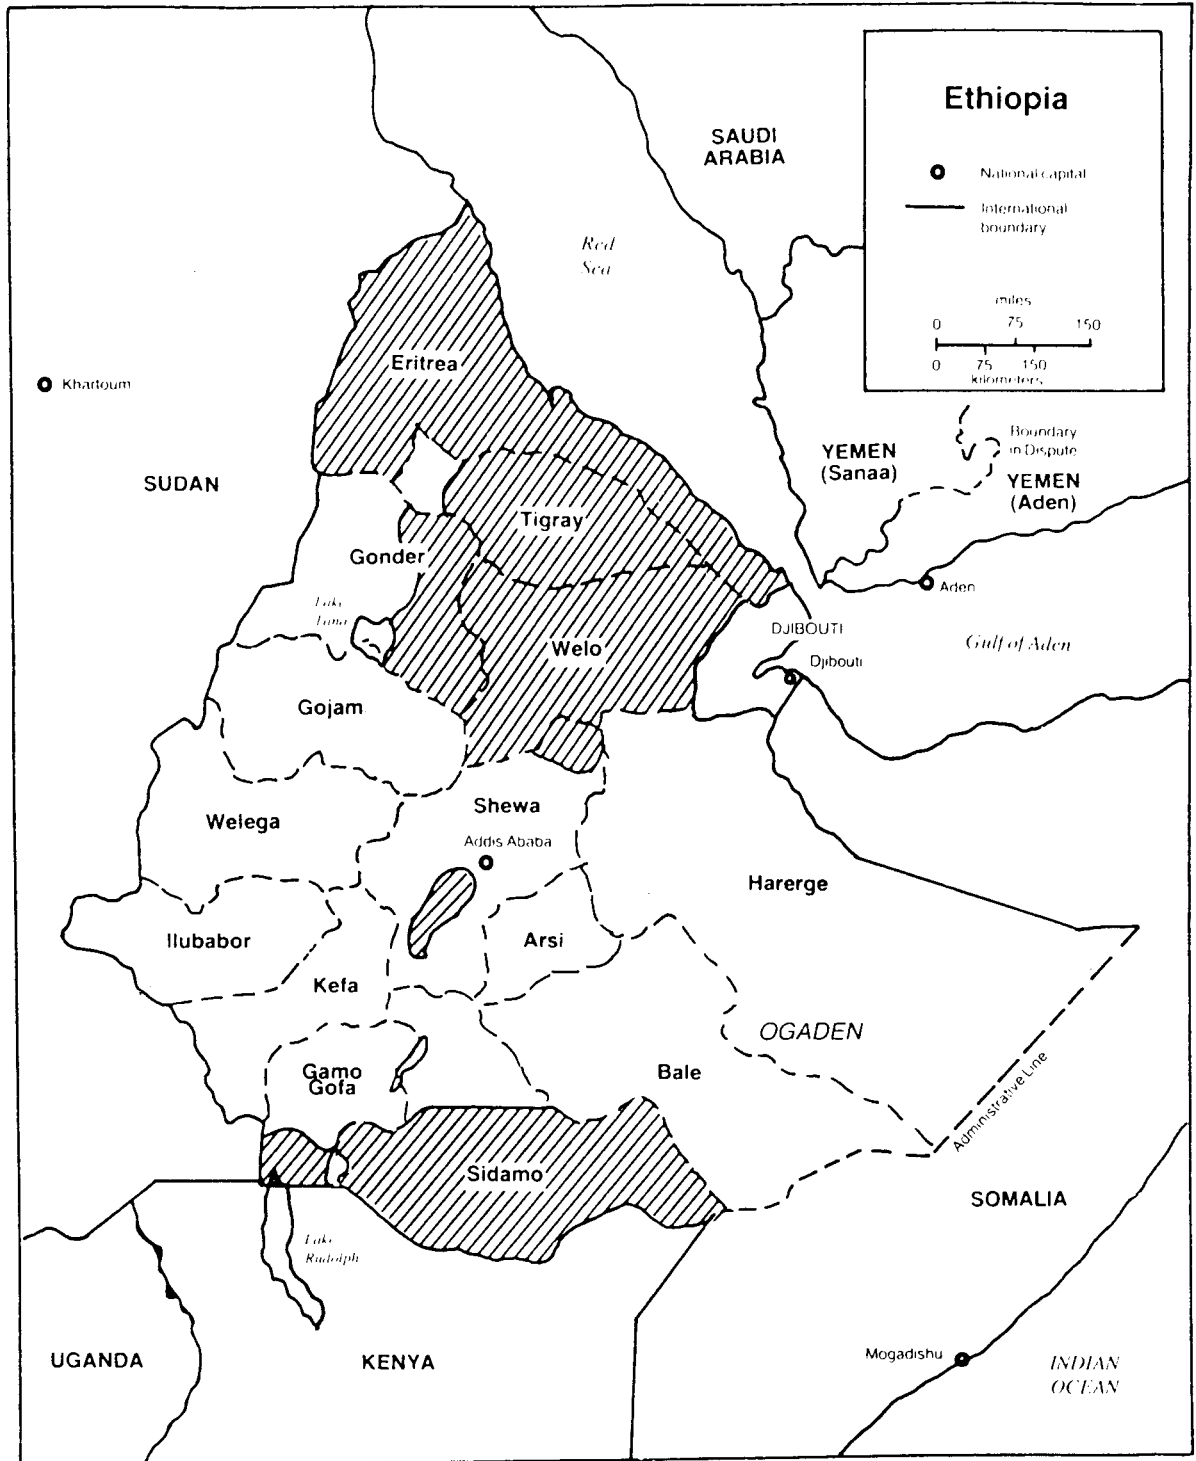 Ethiopia
National capital
International
boundary
miles
0 75 150
0 75 150
kilometers
SAUDI
ARABIA
Red
Sea
Khartoum
Eritrea
SUDAN
YEMEN
(Sanaa)
Boundary
in Dispute
YEMEN
(Aden)
Tigray
Gonder
Aden
Lake
Tana
DJIBOUTI
Djibouti
Gulf of Aden
Welo
Gojam
Shewa
Welega
Addis Ababa
Harerge
Ilubabor
Arsi
Kefa
OGADEN
Gamo
Gofa
Bale
Administrative Line
Sidamo
SOMALIA
Lake
Rudolph
UGANDA
KENYA
Mogadishu
INDIAN
OCEAN